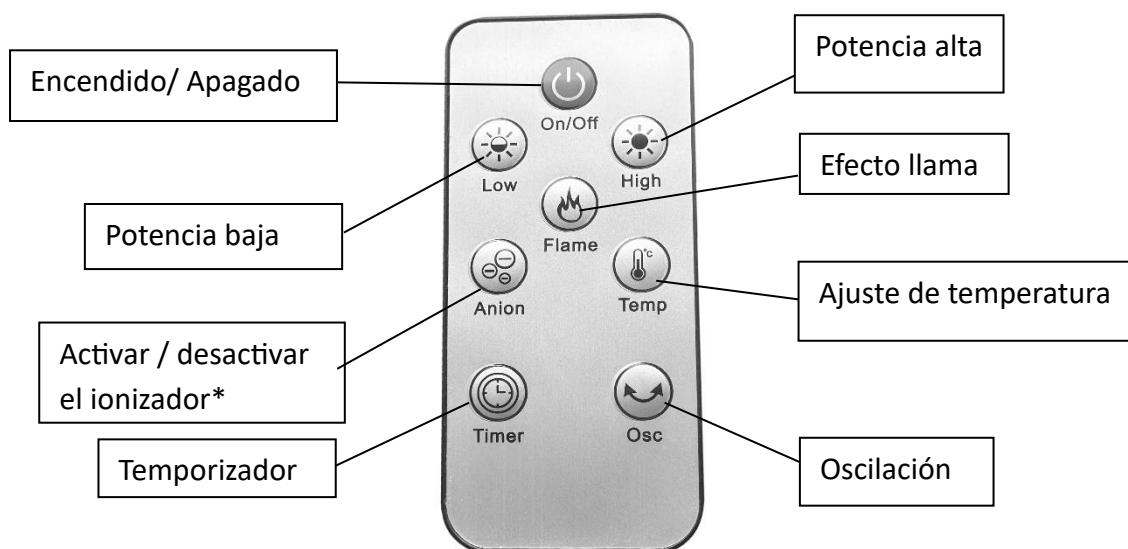 Potencia alta
Encendido/ Apagado
On/Off
Low
High
Efecto llama
Potencia baja
Flame
°C
Anion
Temp
Ajuste de temperatura
Activar / desactivar
el ionizador*
Timer
Osc
Temporizador
Oscilación